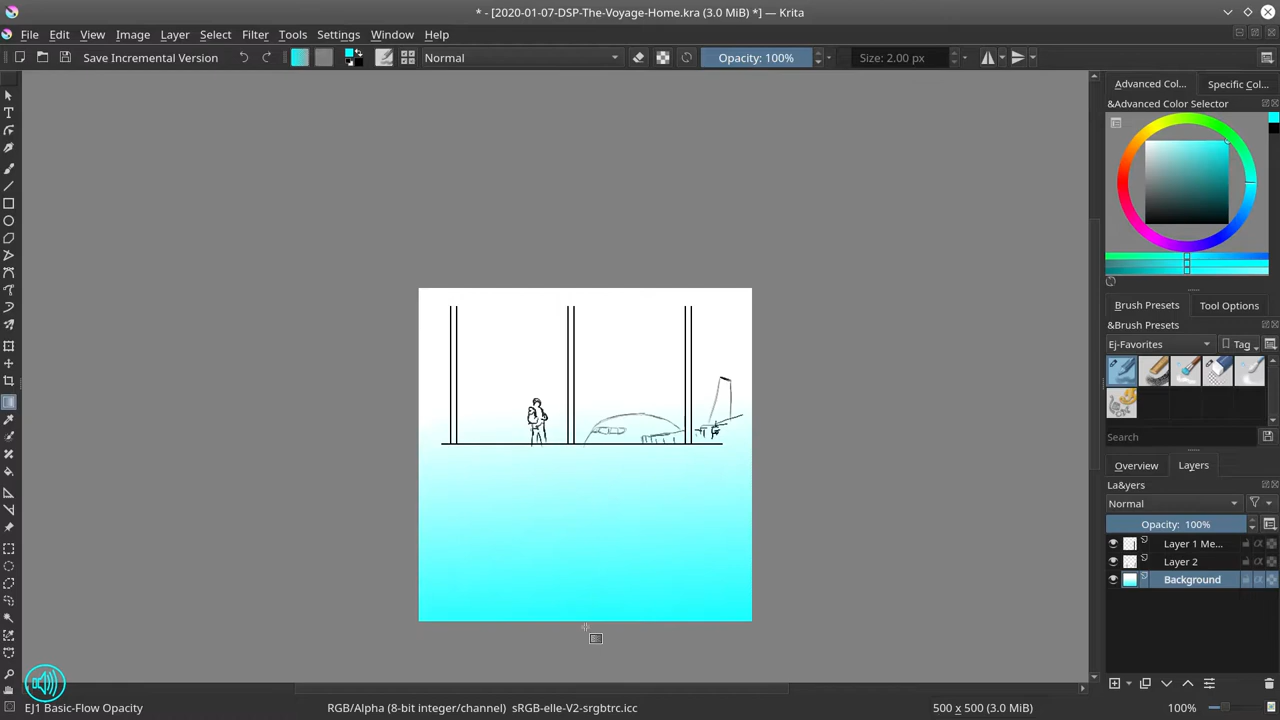 * - [2020-01-07-DSP-The-Voyage-Home.kra (3.0 MiB) *] — Krita
File Edit View Image Layer Select Filter Tools Settings Window Help
Save Incremental Version Normal Opacity: 100% Size: 2.00 px
Advanced Col... Specific Col...
&Advanced Color Selector
Brush Presets Tool Options
&Brush Presets
Ej-Favorites Tag
Search
Overview Layers
La&yers
Normal
Opacity: 100%
Layer 1 Me...
Layer 2
Background
EJ1 Basic-Flow Opacity RGB/Alpha (8-bit integer/channel) sRGB-elle-V2-srgbtrc.icc 500 x 500 (3.0 MiB) 100%